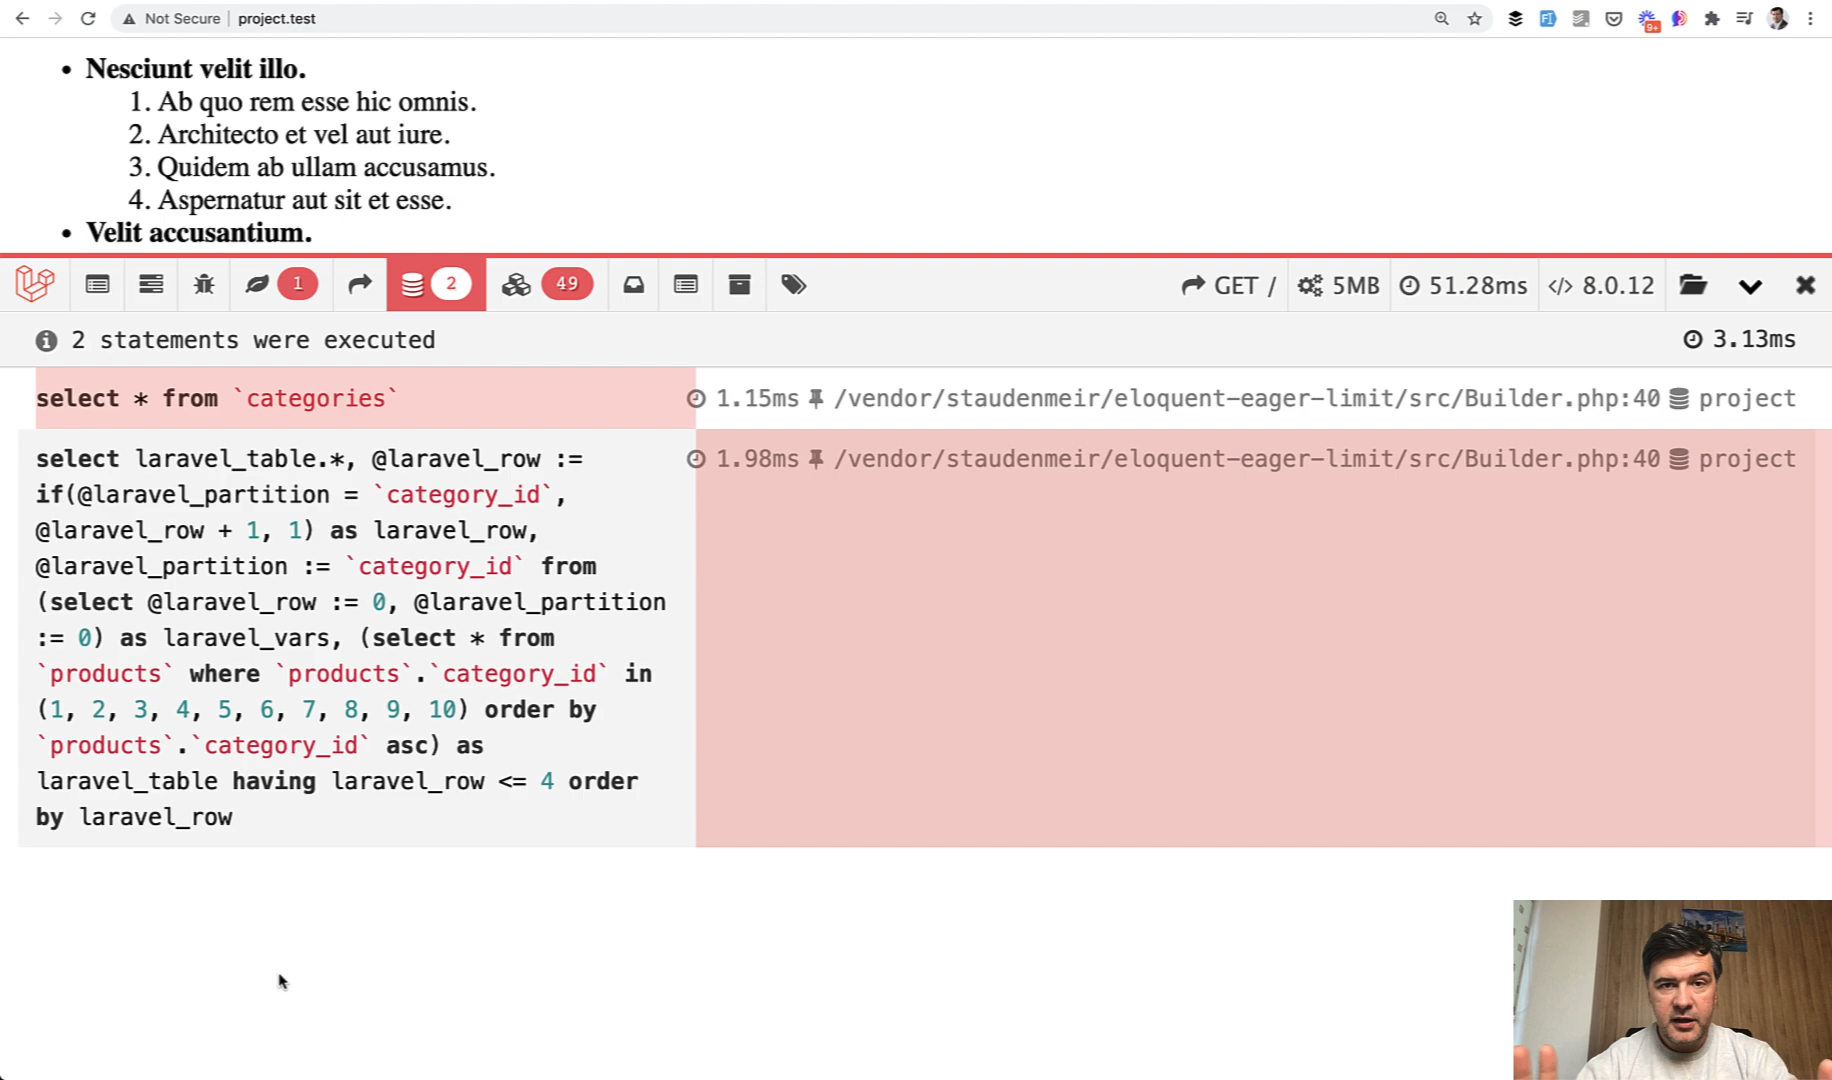 Not Secure | project.test
9+
• Nesciunt velit illo.
1. Ab quo rem esse hic omnis.
2. Architecto et vel aut iure.
3. Quidem ab ullam accusamus.
4. Aspernatur aut sit et esse.
• Velit accusantium.
1 2 49 GET / 5MB 51.28ms </> 8.0.12
2 statements were executed 3.13ms
select * from `categories` 1.15ms /vendor/staudenmeir/eloquent-eager-limit/src/Builder.php:40 project
select laravel_table.*, @laravel_row := 1.98ms /vendor/staudenmeir/eloquent-eager-limit/src/Builder.php:40 project
if(@laravel_partition = `category_id`,
@laravel_row + 1, 1) as laravel_row,
@laravel_partition := `category_id` from
(select @laravel_row := 0, @laravel_partition
:= 0) as laravel_vars, (select * from
`products` where `products`.`category_id` in
(1, 2, 3, 4, 5, 6, 7, 8, 9, 10) order by
`products`.`category_id` asc) as
laravel_table having laravel_row <= 4 order
by laravel_row